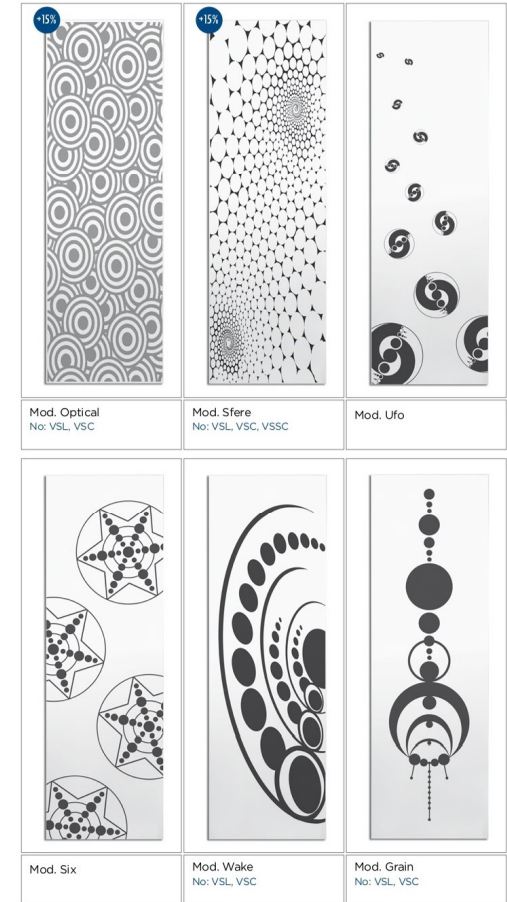 +15%
+15%
Mod. Optical
No: VSL, VSC
Mod. Sfere
No: VSL, VSC, VSSC
Mod. Ufo
Mod. Six
Mod. Wake
No: VSL, VSC
Mod. Grain
No: VSL, VSC